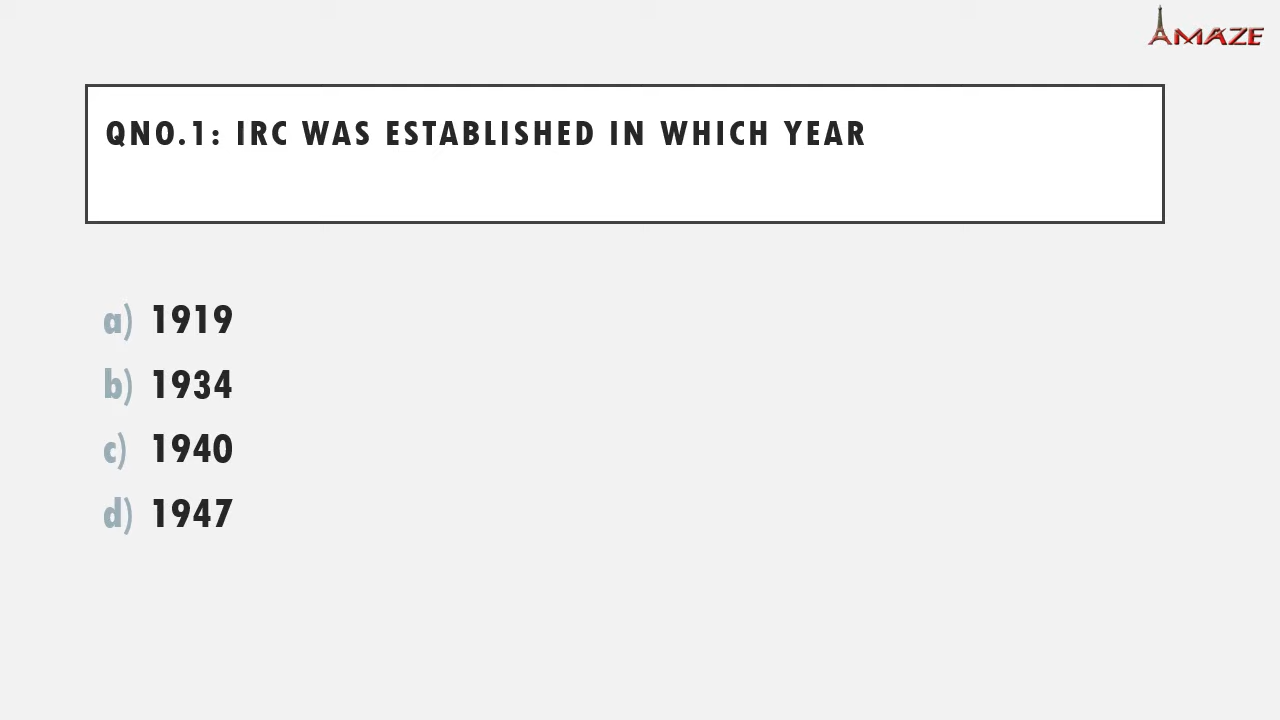 AMAZE
QNO.1: IRC WAS ESTABLISHED IN WHICH YEAR
a) 1919
b) 1934
c) 1940
d) 1947